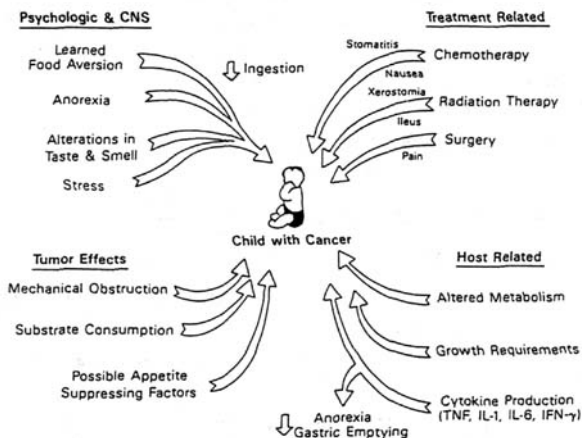 Psychologic & CNS
Learned
Food Aversion
Anorexia
Alterations in
Taste & Smell
Stress
Ingestion
Treatment Related
Stomatitis
Chemotherapy
Nausea
Xerostomia
Radiation Therapy
Ileus
Surgery
Pain
Child with Cancer
Tumor Effects
Mechanical Obstruction
Substrate Consumption
Possible Appetite
Suppressing Factors
Host Related
Altered Metabolism
Growth Requirements
Cytokine Production
(TNF, IL-1, IL-6, IFN-γ)
Anorexia
Gastric Emptying